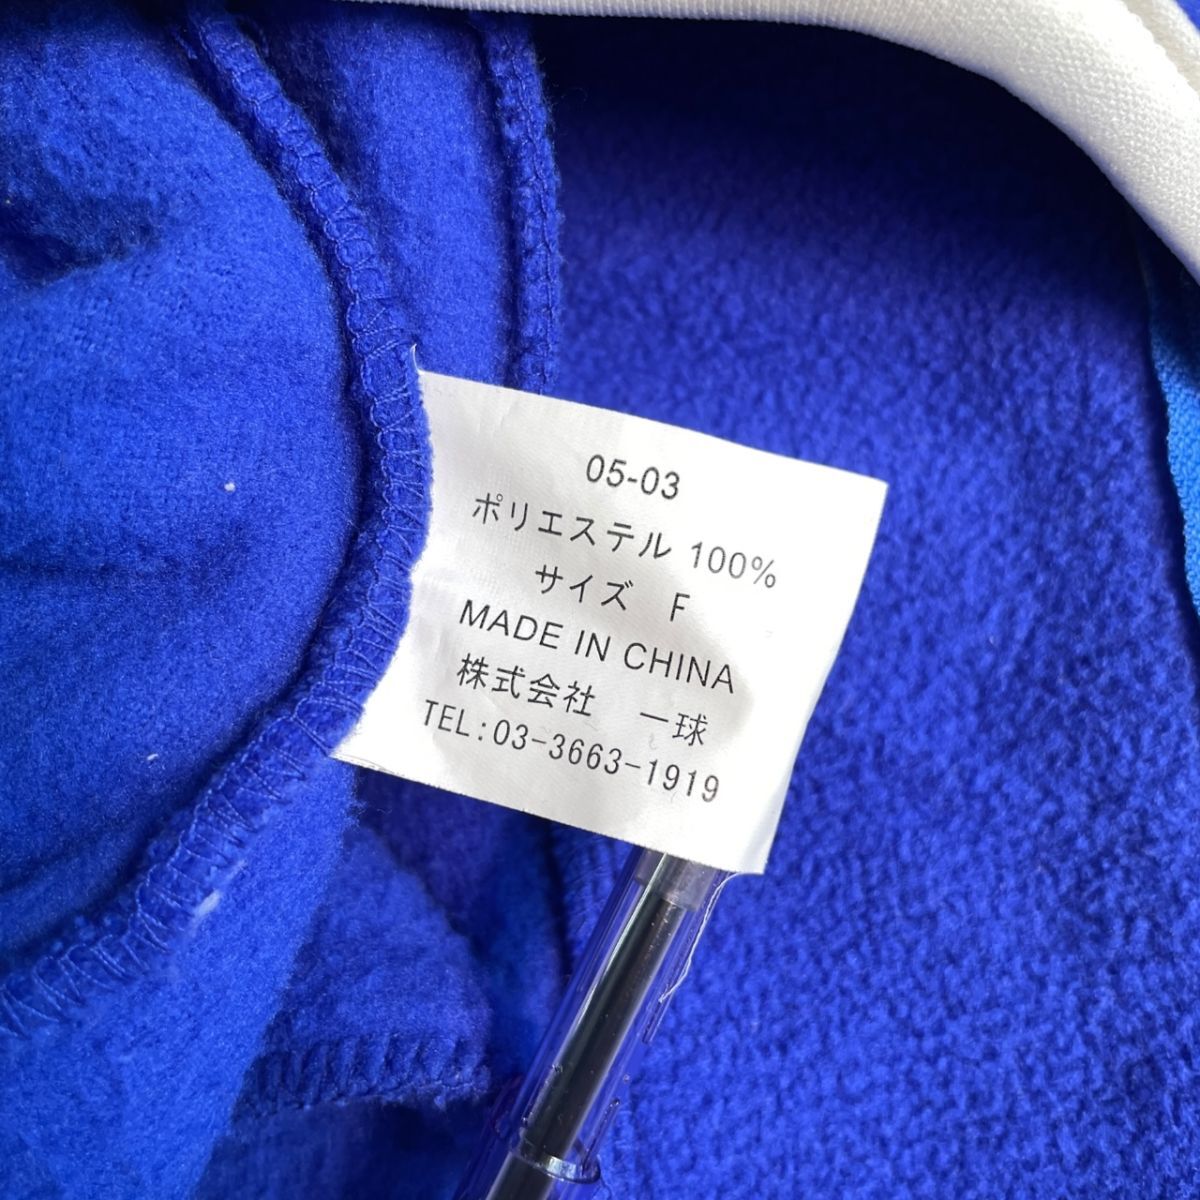 05-03
ポリエステル 100%
サイズ　F
MADE IN CHINA
株式会社　一球
TEL:03-3663-1919